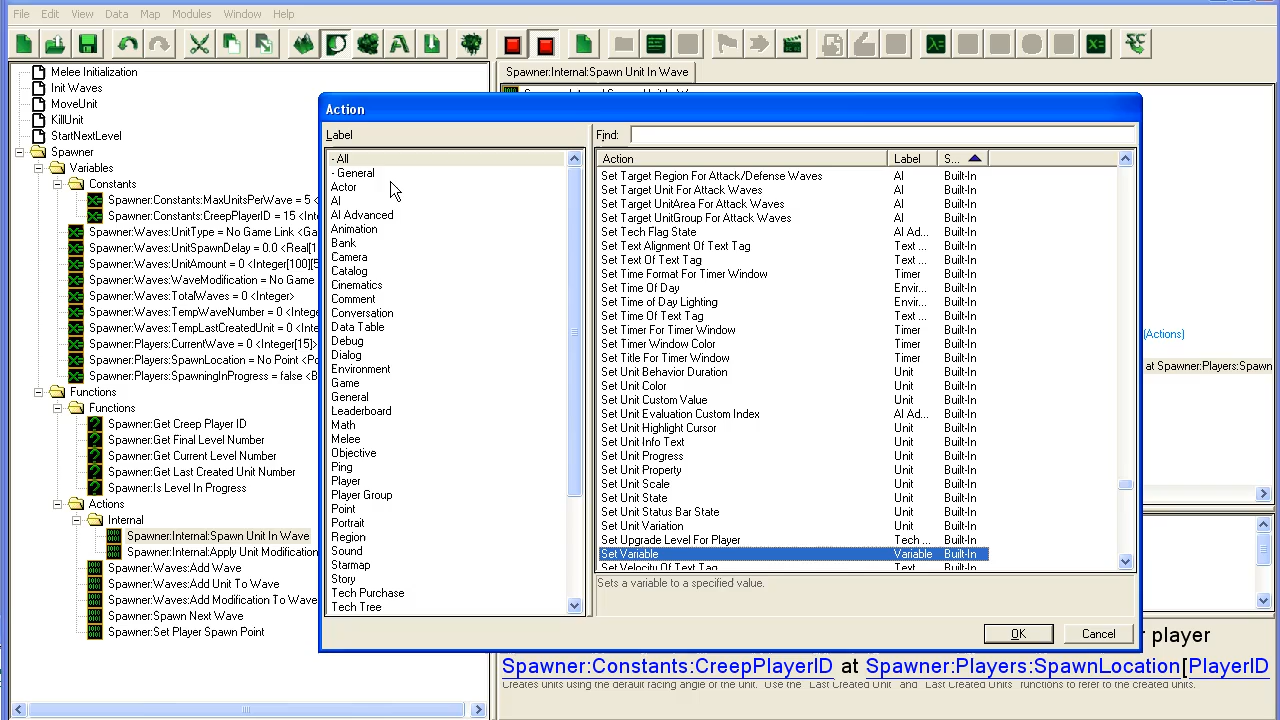 File Edit View Data Map Modules Window Help
Melee Initialization
Init Waves
MoveUnit
KillUnit
StartNextLevel
Spawner
Variables
Constants
Spawner:Constants:MaxUnitsPerWave = 5 <
Spawner:Constants:CreepPlayerID = 15 <Inte
Spawner:Waves:UnitType = No Game Link <Ga
Spawner:Waves:UnitSpawnDelay = 0.0 <Real[1
Spawner:Waves:UnitAmount = 0 <Integer[100][5
Spawner:Waves:WaveModification = No Game
Spawner:Waves:TotalWaves = 0 <Integer>
Spawner:Waves:TempWaveNumber = 0 <Integ
Spawner:Waves:TempLastCreatedUnit = 0 <Int
Spawner:Players:CurrentWave = 0 <Integer[15]>
Spawner:Players:SpawnLocation = No Point <Po
Spawner:Players:SpawningInProgress = false <B
Functions
Functions
Spawner:Get Creep Player ID
Spawner:Get Final Level Number
Spawner:Get Current Level Number
Spawner:Get Last Created Unit Number
Spawner:Is Level In Progress
Actions
Internal
Spawner:Internal:Spawn Unit In Wave
Spawner:Internal:Apply Unit Modification
Spawner:Waves:Add Wave
Spawner:Waves:Add Unit To Wave
Spawner:Waves:Add Modification To Wave
Spawner:Spawn Next Wave
Spawner:Set Player Spawn Point
Spawner:Internal:Spawn Unit In Wave
Action
Label
- All
- General
Actor
AI
AI Advanced
Animation
Bank
Camera
Catalog
Cinematics
Comment
Conversation
Data Table
Debug
Dialog
Environment
Game
General
Leaderboard
Math
Melee
Objective
Ping
Player
Player Group
Point
Portrait
Region
Sound
Starmap
Story
Tech Purchase
Tech Tree
Find:
Action Label S...
Set Target Region For Attack/Defense Waves AI Built-In
Set Target Unit For Attack Waves AI Built-In
Set Target UnitArea For Attack Waves AI Built-In
Set Target UnitGroup For Attack Waves AI Built-In
Set Tech Flag State AI Ad... Built-In
Set Text Alignment Of Text Tag Text ... Built-In
Set Text Of Text Tag Text ... Built-In
Set Time Format For Timer Window Timer Built-In
Set Time Of Day Envir... Built-In
Set Time of Day Lighting Envir... Built-In
Set Time Of Text Tag Text ... Built-In
Set Timer For Timer Window Timer Built-In
Set Timer Window Color Timer Built-In
Set Title For Timer Window Timer Built-In
Set Unit Behavior Duration Unit Built-In
Set Unit Color Unit Built-In
Set Unit Custom Value Unit Built-In
Set Unit Evaluation Custom Index AI Ad... Built-In
Set Unit Highlight Cursor Unit Built-In
Set Unit Info Text Unit Built-In
Set Unit Progress Unit Built-In
Set Unit Property Unit Built-In
Set Unit Scale Unit Built-In
Set Unit State Unit Built-In
Set Unit Status Bar State Unit Built-In
Set Unit Variation Unit Built-In
Set Upgrade Level For Player Tech ... Built-In
Set Variable Variable Built-In
Set Velocity Of Text Tag Text Built-In
Sets a variable to a specified value.
OK Cancel
(Actions)
at Spawner:Players:Spawn
player
Spawner:Constants:CreepPlayerID at Spawner:Players:SpawnLocation[PlayerID
Creates units using the default facing angle of the unit. Use the "Last Created Unit" and "Last Created Units" functions to refer to the created units.